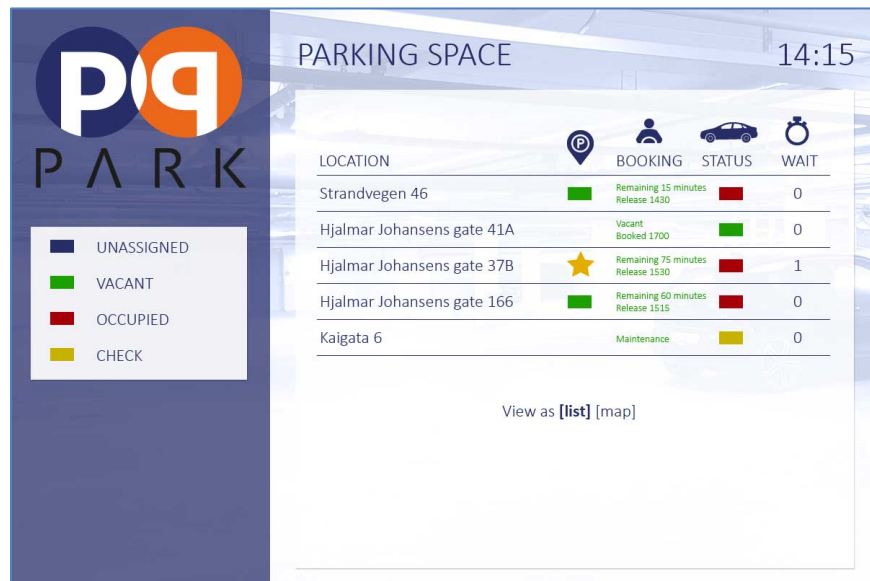 PARK
UNASSIGNED
VACANT
OCCUPIED
CHECK
PARKING SPACE 14:15
P
LOCATION BOOKING STATUS WAIT
Strandvegen 46 Remaining 15 minutes 0
Release 1430
Hjalmar Johansens gate 41A Vacant 0
Booked 1700
Hjalmar Johansens gate 37B Remaining 75 minutes 1
Release 1530
Hjalmar Johansens gate 166 Remaining 60 minutes 0
Release 1515
Kaigata 6 Maintenance 0
View as [list] [map]